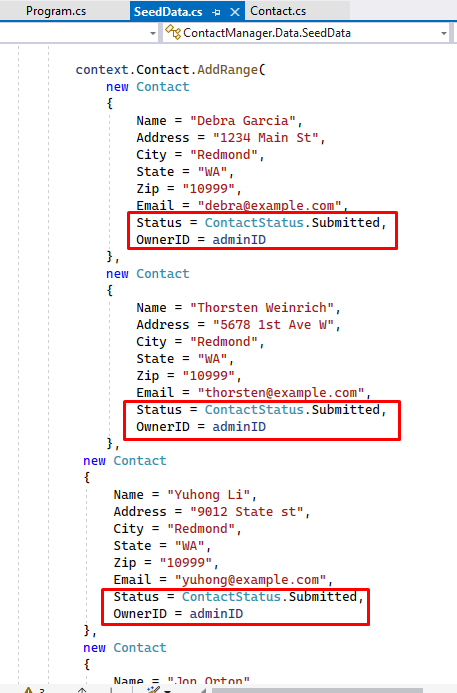 Program.cs SeedData.cs Contact.cs
ContactManager.Data.SeedData
context.Contact.AddRange(
new Contact
{
Name = "Debra Garcia",
Address = "1234 Main St",
City = "Redmond",
State = "WA",
Zip = "10999",
Email = "debra@example.com",
Status = ContactStatus.Submitted,
OwnerID = adminID
},
new Contact
{
Name = "Thorsten Weinrich",
Address = "5678 1st Ave W",
City = "Redmond",
State = "WA",
Zip = "10999",
Email = "thorsten@example.com",
Status = ContactStatus.Submitted,
OwnerID = adminID
},
new Contact
{
Name = "Yuhong Li",
Address = "9012 State st",
City = "Redmond",
State = "WA",
Zip = "10999",
Email = "yuhong@example.com",
Status = ContactStatus.Submitted,
OwnerID = adminID
},
new Contact
{
Name = "Jon Orton"